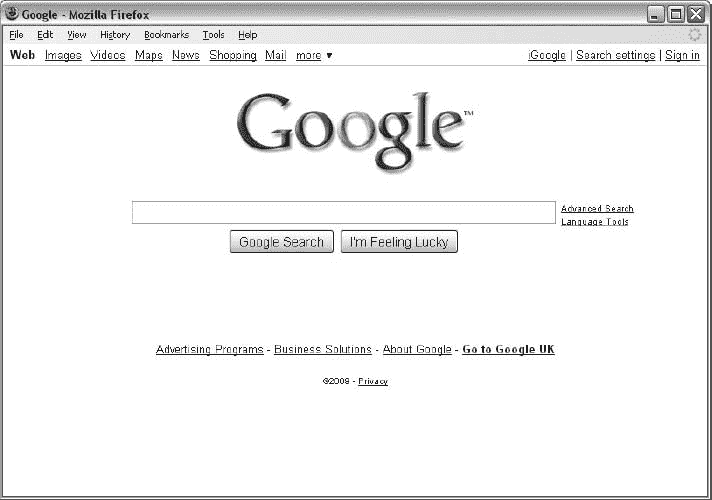 Google - Mozilla Firefox
File Edit View History Bookmarks Tools Help
Web Images Videos Maps News Shopping Mail more ▼ iGoogle | Search settings | Sign in
Google™
Advanced Search
Language Tools
Google Search I'm Feeling Lucky
Advertising Programs - Business Solutions - About Google - Go to Google UK
©2009 - Privacy